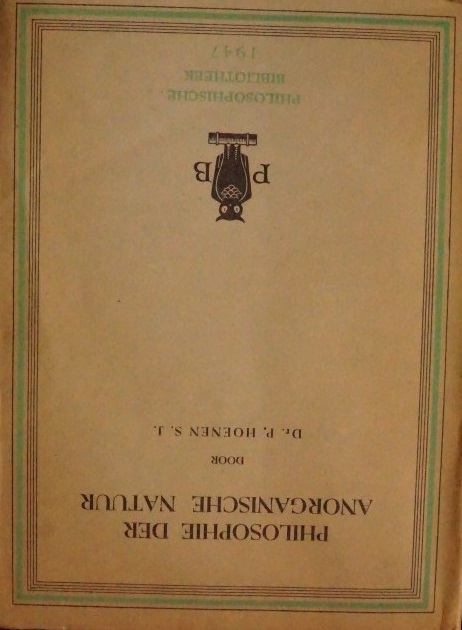 PHILOSOPHIE DER
ANORGANISCHE NATUUR
DOOR
Dr. P. HOENEN S. J.
P B
PHILOSOPHISCHE
BIBLIOTHEEK
1947